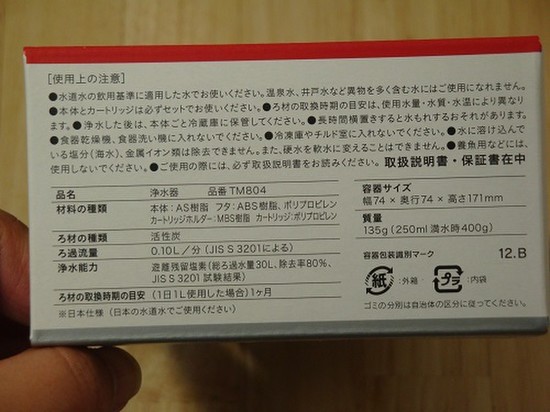 ［使用上の注意］
●水道水の飲用基準に適用した水でお使いください。温泉水、井戸水など異物を多く含む水にはご使用になれません。
●本体とカートリッジは必ずセットでお使いください。●ろ材の取換時期の目安は、使用水量・水質・水温により異なり
ます。●浄水した後は、本体ごと冷蔵庫に保管してください。●長時間横置きすると水もれするおそれがあります。
●食器乾燥機、食器洗い機に入れないでください。●冷凍庫やチルド室に入れないでください。●水に溶け込んで
いる塩分（海水）、金属イオン類は除去できません。また、硬水を軟水に変えることはできません。●養魚用などには、
使用しないでください。●ご使用の際には、必ず取扱説明書をお読みください。取扱説明書・保証書在中
品名 浄水器 品番 TM804
材料の種類 本体：AS樹脂 フタ：ABS樹脂、ポリプロピレン
カートリッジホルダー：MBS樹脂 カートリッジ：ポリプロピレン
ろ材の種類 活性炭
ろ過流量 0.10L／分（JIS S 3201による）
浄水能力 遊離残留塩素（総ろ過水量30L、除去率80%、
JIS S 3201 試験結果）
ろ材の取換時期の目安 （1日1L使用した場合）1ヶ月
※日本仕様（日本の水道水でご使用ください）
容器サイズ
幅74×奥行74×高さ171mm
質量
135g（250ml 満水時400g）
容器包装識別マーク
12.B
紙 ：外箱 プラ ：内袋
ゴミの分別は自治体の区分に従ってください。